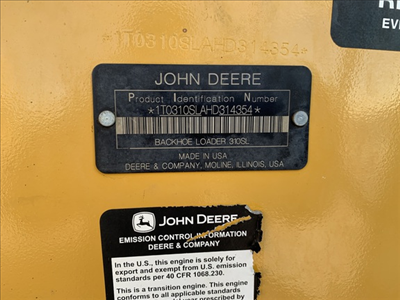 *1T0310SLAHD314354*
JOHN DEERE
Product Identification Number
*1T0310SLAHD314354*
BACKHOE LOADER 310SL
MADE IN USA
DEERE & COMPANY, MOLINE, ILLINOIS, USA
JOHN DEERE
EMISSION CONTROL INFORMATION
DEERE & COMPANY
In the U.S., this engine is solely for
export and exempt from U.S. emission
standards per 40 CFR 1068.230.
This is a transition engine. This engine
conforms to all applicable standards